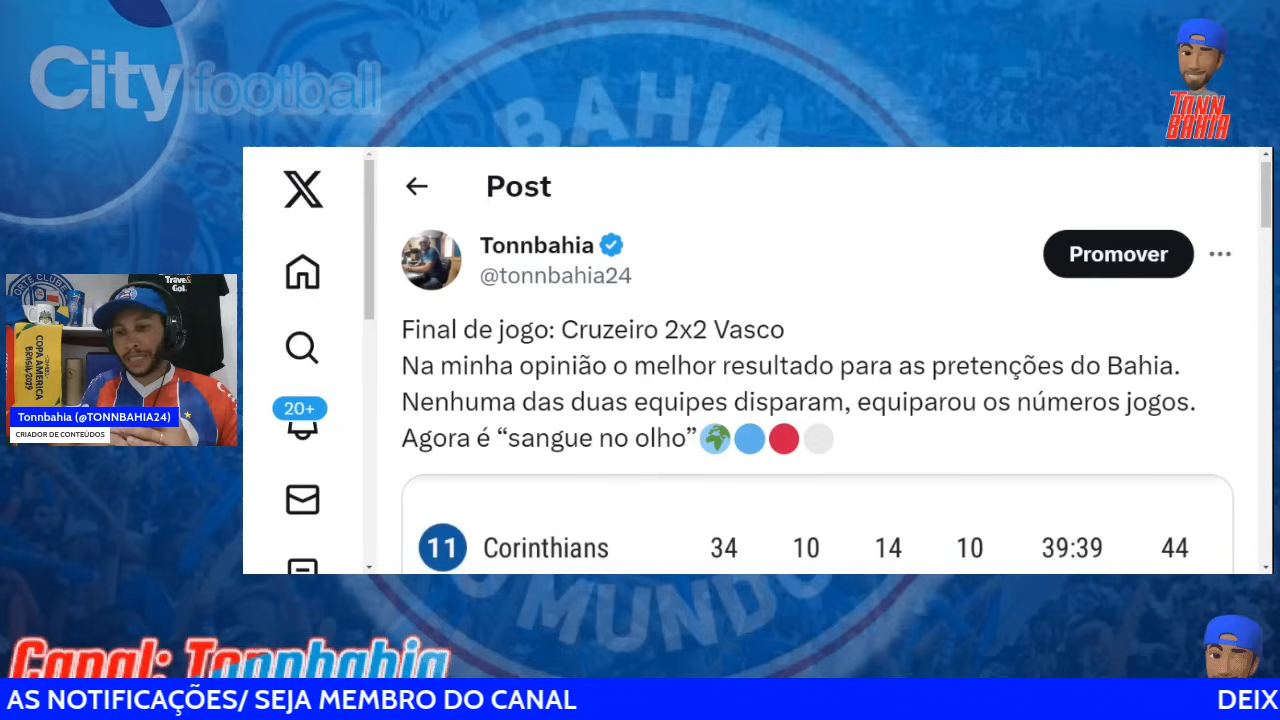 City football
BAHIA
TONN
BAHIA
Post
Tonnbahia
@tonnbahia24
Promover
Final de jogo: Cruzeiro 2x2 Vasco
Na minha opinião o melhor resultado para as pretenções do Bahia.
Nenhuma das duas equipes disparam, equiparou os números jogos.
Agora é “sangue no olho”
20+
11 Corinthians 34 10 14 10 39:39 44
COPA AMERICA
BRASIL 2019
Tonnbahia (@TONNBAHIA24)
CRIADOR DE CONTEÚDOS
O MUNDO
Canal: Tonnbahia
AS NOTIFICAÇÕES/ SEJA MEMBRO DO CANAL
DEIX